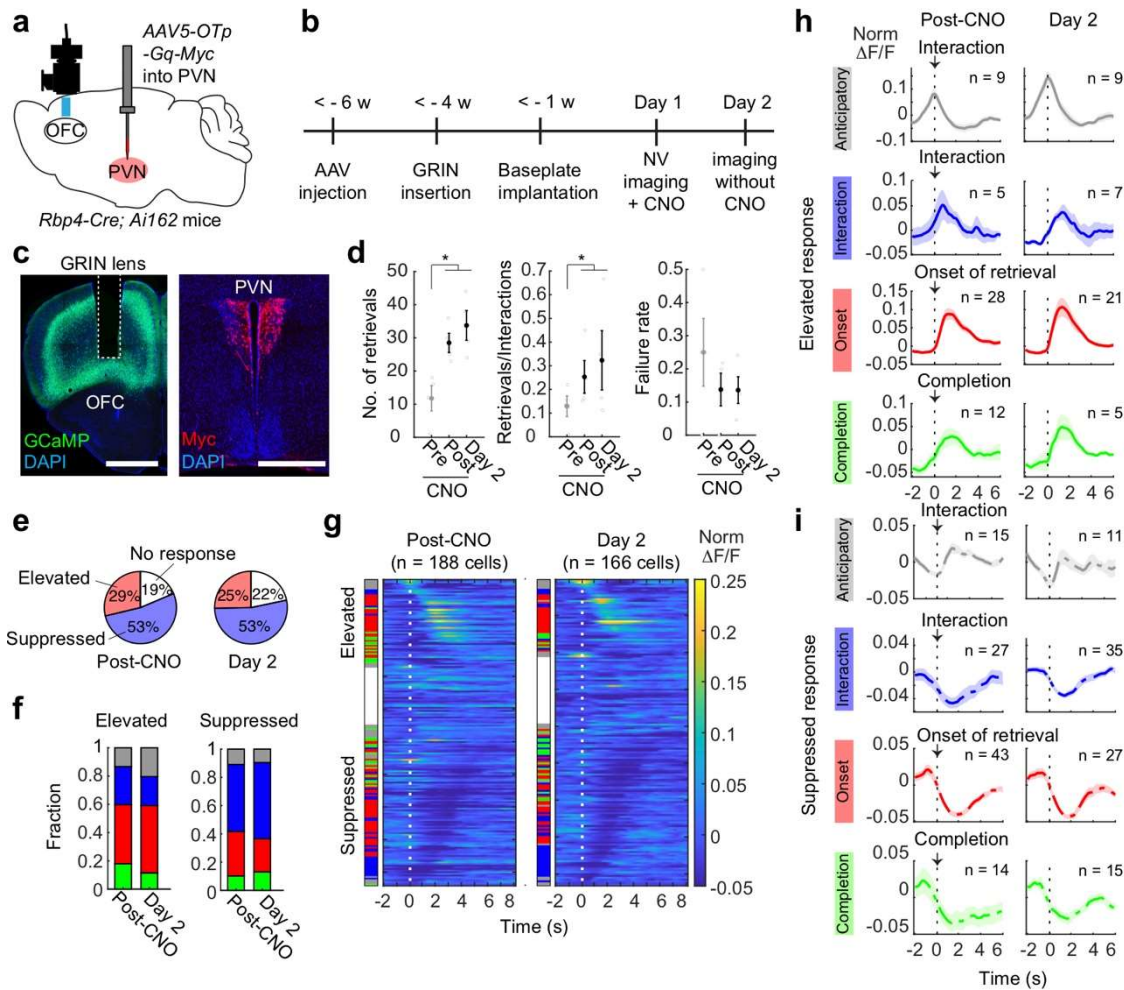 a
AAV5-OTp
-Gq-Myc
into PVN
OFC
PVN
Rbp4-Cre; Ai162 mice
b
< - 6 w
< - 4 w
< - 1 w
Day 1
Day 2
AAV
injection
GRIN
insertion
Baseplate
implantation
NV
imaging
+ CNO
imaging
without
CNO
c
GRIN lens
OFC
GCaMP
DAPI
PVN
Myc
DAPI
d
No. of retrievals
50
40
30
20
10
0
Pre
Post
Day 2
CNO
Retrievals/Interactions
0.7
0.6
0.5
0.4
0.3
0.2
0.1
0
Pre
Post
Day 2
CNO
*
*
Failure rate
0.5
0.4
0.3
0.2
0.1
0
Pre
Post
Day 2
CNO
e
No response
Elevated
Suppressed
29%
19%
53%
Post-CNO
25%
22%
53%
Day 2
f
Elevated
Suppressed
Fraction
1
0.8
0.6
0.4
0.2
0
Post-CNO
Day 2
Post-CNO
Day 2
g
Post-CNO
(n = 188 cells)
Day 2
(n = 166 cells)
Norm
ΔF/F
Elevated
Suppressed
0.25
0.20
0.15
0.1
0.05
0
-0.05
-2 0 2 4 6 8
-2 0 2 4 6 8
Time (s)
h
Norm
ΔF/F
Post-CNO
Day 2
Elevated response
Interaction
Anticipatory
0.1
0
-0.1
n = 9
n = 9
Interaction
Interaction
0.1
0
-0.05
n = 5
n = 7
Onset of retrieval
Onset
0.15
0.1
0
-0.05
n = 28
n = 21
Completion
Completion
0.1
0
-0.05
n = 12
n = 5
-2 0 2 4 6
-2 0 2 4 6
i
Suppressed response
Interaction
Anticipatory
0.05
0
-0.05
n = 15
n = 11
Interaction
Interaction
0.04
0
-0.04
n = 27
n = 35
Onset of retrieval
Onset
0.05
0
-0.05
n = 43
n = 27
Completion
Completion
0.05
0
-0.05
n = 14
n = 15
-2 0 2 4 6
-2 0 2 4 6
Time (s)